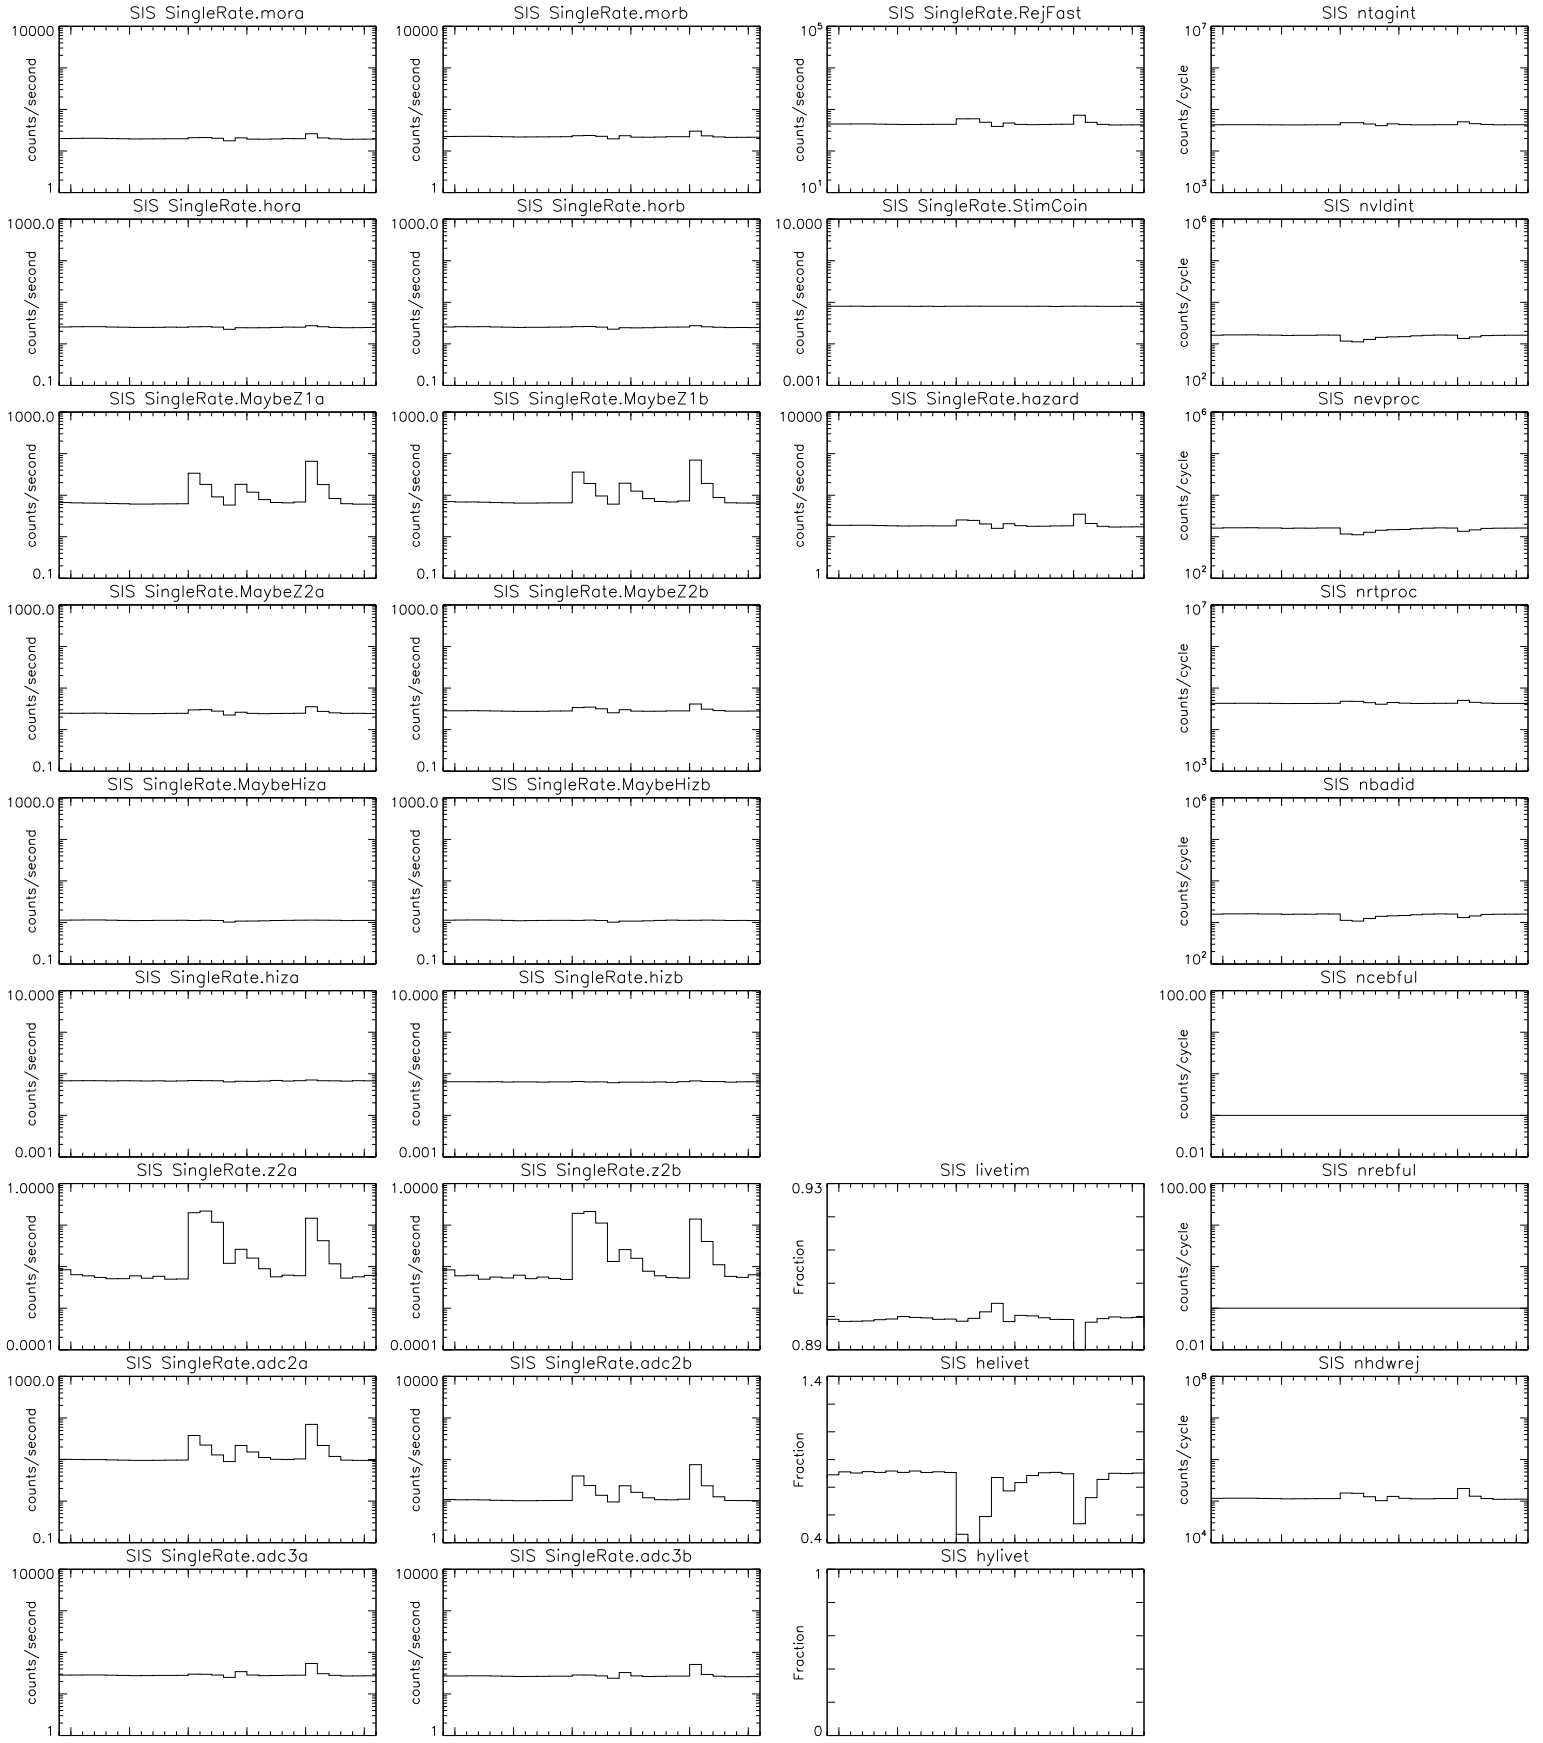 SIS SingleRate.mora
SIS SingleRate.morb
SIS SingleRate.RejFast
SIS ntagint
10000
counts/second
1
10000
counts/second
1
10⁵
counts/second
10¹
10⁷
counts/cycle
10³
SIS SingleRate.hora
SIS SingleRate.horb
SIS SingleRate.StimCoin
SIS nvldint
1000.0
counts/second
0.1
1000.0
counts/second
0.1
10.000
counts/second
0.001
10⁶
counts/cycle
10²
SIS SingleRate.MaybeZ1a
SIS SingleRate.MaybeZ1b
SIS SingleRate.hazard
SIS nevproc
1000.0
counts/second
0.1
1000.0
counts/second
0.1
10000
counts/second
1
10⁶
counts/cycle
10²
SIS SingleRate.MaybeZ2a
SIS SingleRate.MaybeZ2b
SIS nrtproc
1000.0
counts/second
0.1
1000.0
counts/second
0.1
10⁷
counts/cycle
10³
SIS SingleRate.MaybeHiza
SIS SingleRate.MaybeHizb
SIS nbadid
1000.0
counts/second
0.1
1000.0
counts/second
0.1
10⁶
counts/cycle
10²
SIS SingleRate.hiza
SIS SingleRate.hizb
SIS ncebful
10.000
counts/second
0.001
10.000
counts/second
0.001
100.00
counts/cycle
0.01
SIS SingleRate.z2a
SIS SingleRate.z2b
SIS livetim
SIS nrebful
1.0000
counts/second
0.0001
1.0000
counts/second
0.0001
0.93
Fraction
0.89
100.00
counts/cycle
0.01
SIS SingleRate.adc2a
SIS SingleRate.adc2b
SIS helivet
SIS nhdwrej
1000.0
counts/second
0.1
10000
counts/second
1
1.4
Fraction
0.4
10⁸
counts/cycle
10⁴
SIS SingleRate.adc3a
SIS SingleRate.adc3b
SIS hylivet
10000
counts/second
1
10000
counts/second
1
1
Fraction
0